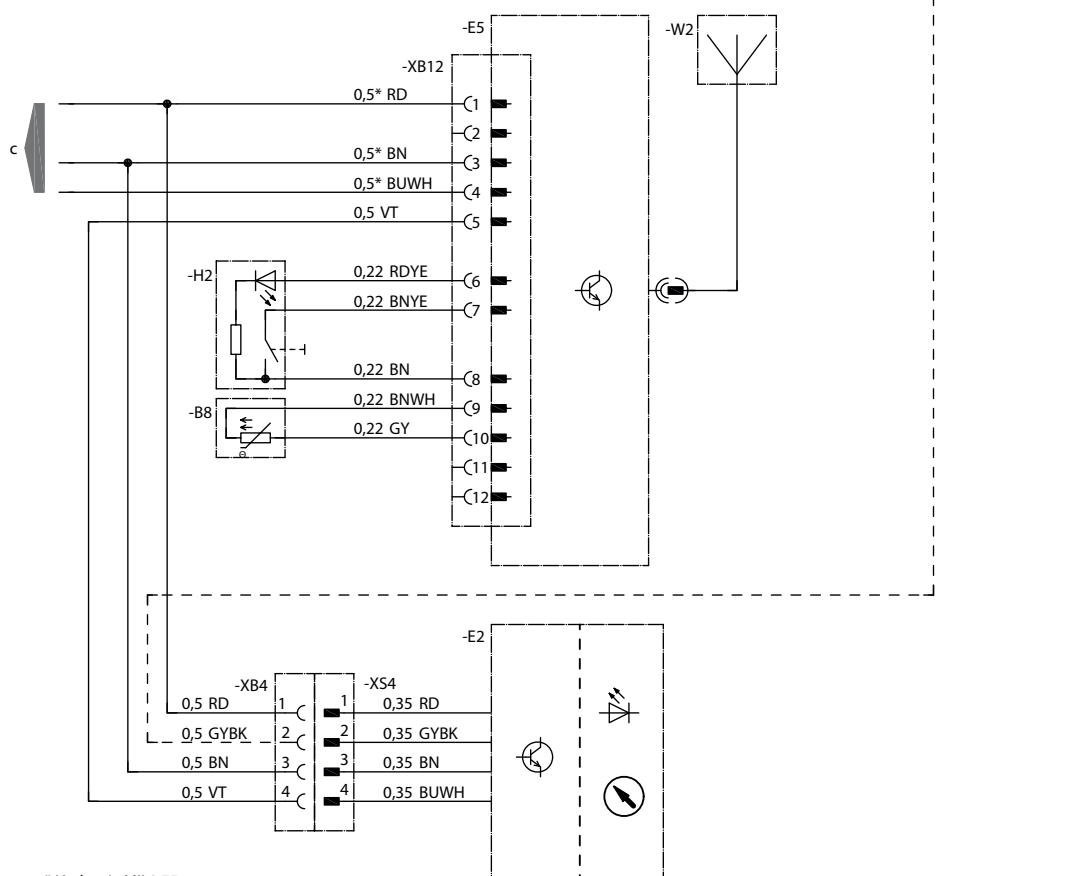 -E5
-W2
-XB12
0,5* RD
1
2
c
0,5* BN
3
0,5* BUWH
4
0,5 VT
5
-H2
0,22 RDYE
6
0,22 BNYE
7
0,22 BN
8
-B8
0,22 BNWH
9
0,22 GY
10
Θ
11
12
-E2
-XB4
-XS4
0,5 RD
1
1
0,35 RD
0,5 GYBK
2
2
0,35 GYBK
0,5 BN
3
3
0,35 BN
0,5 VT
4
4
0,35 BUWH